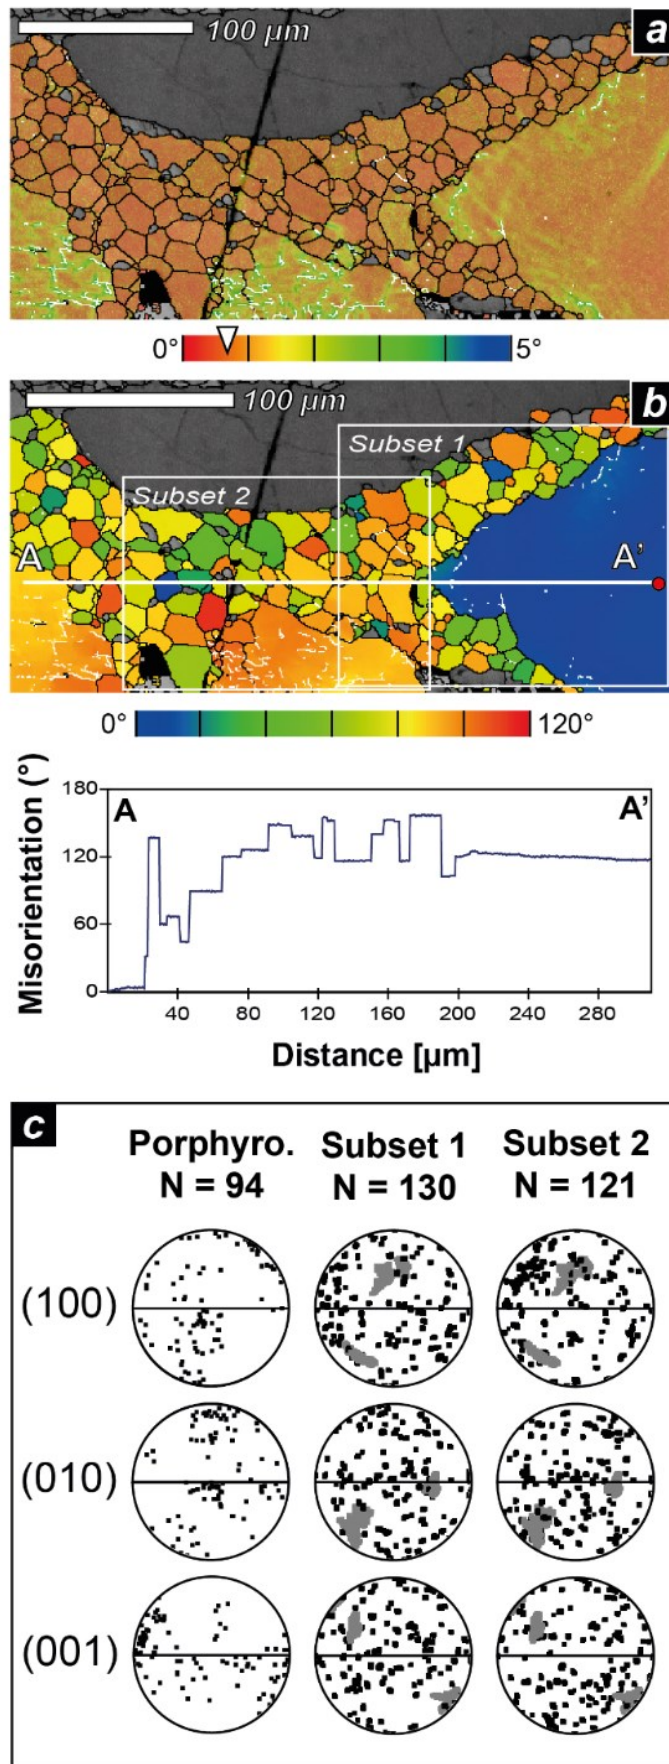 100 µm
a
0°
5°
b
100 µm
Subset 1
Subset 2
A
A'
0°
120°
Misorientation (°)
180
120
60
0
A
A'
40
80
120
160
200
240
280
Distance [µm]
c
Porphyro. Subset 1 Subset 2
N = 94 N = 130 N = 121
(100)
(010)
(001)